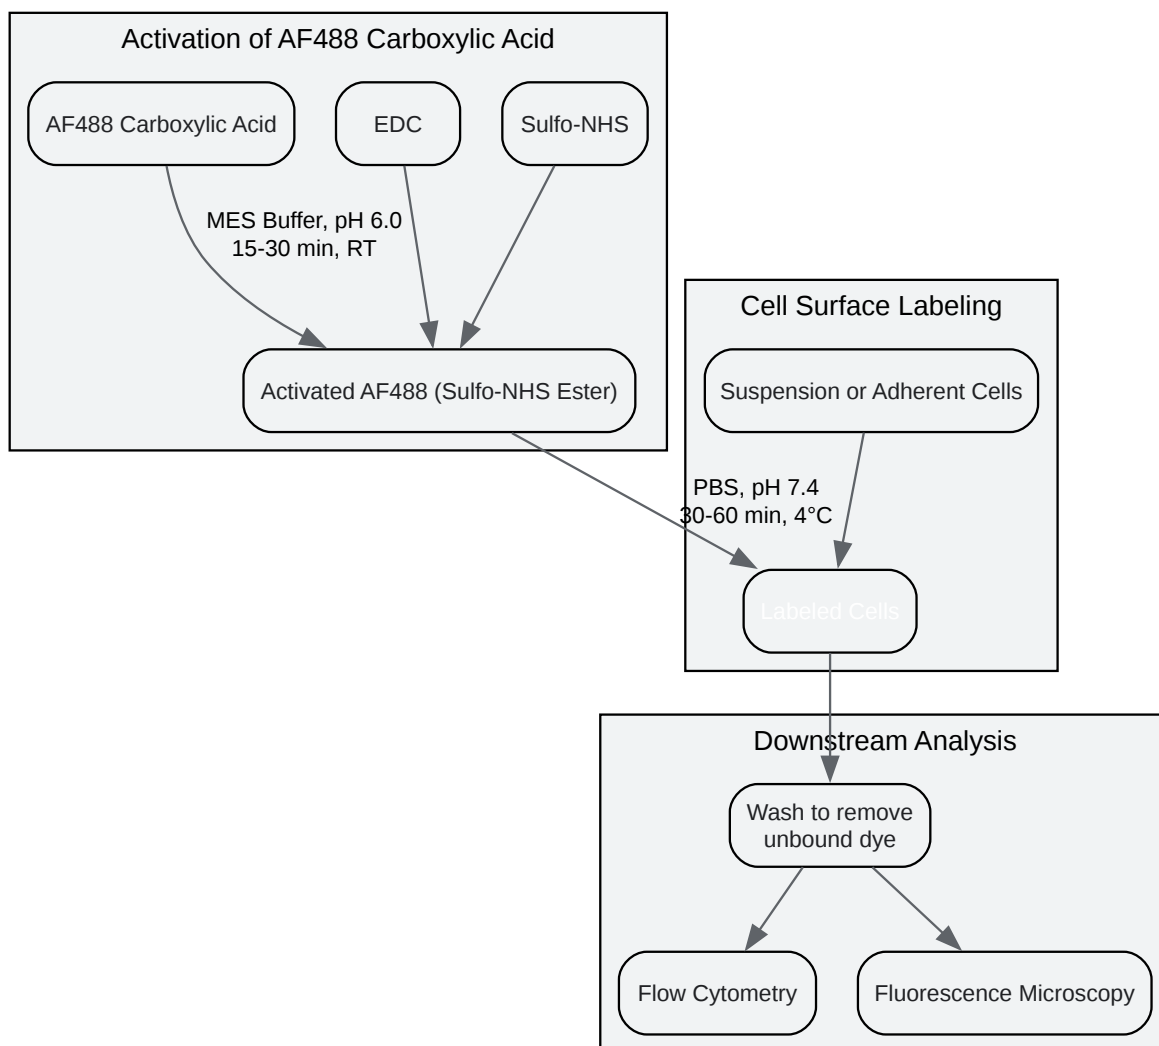 Activation of AF488 Carboxylic Acid
AF488 Carboxylic Acid
EDC
Sulfo-NHS
MES Buffer, pH 6.0
15-30 min, RT
Activated AF488 (Sulfo-NHS Ester)
Cell Surface Labeling
Suspension or Adherent Cells
PBS, pH 7.4
30-60 min, 4°C
Labeled Cells
Downstream Analysis
Wash to remove
unbound dye
Flow Cytometry
Fluorescence Microscopy